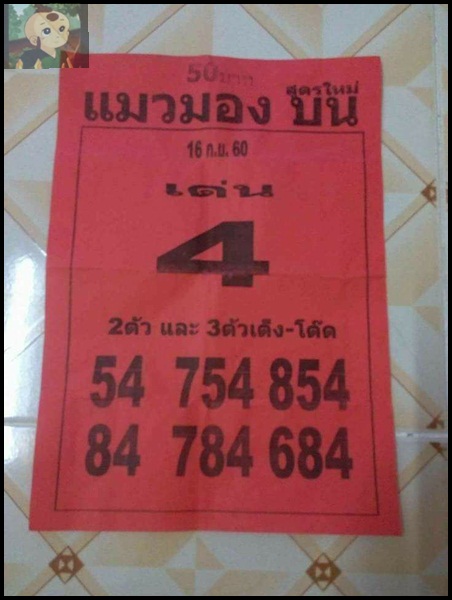 50บาท
สูตรใหม่
แมวมอง บน
16 ก.ย. 60
เด่น
4
2ตัว และ 3ตัวเต็ง-โต๊ด
54 754 854
84 784 684